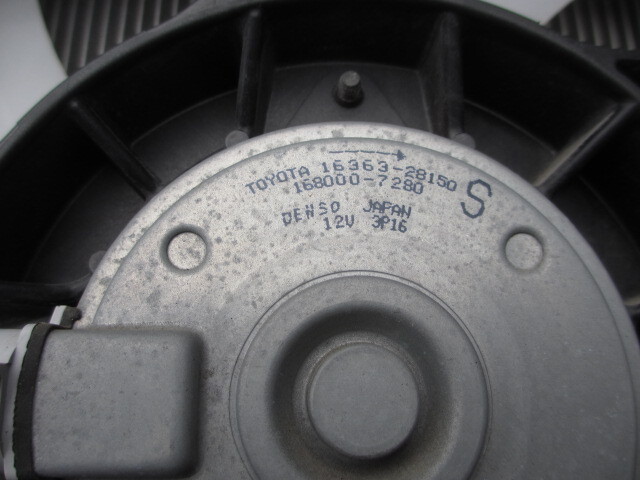 TOYOTA 16363-28150
168000-7280 S
DENSO JAPAN
12V 3P16